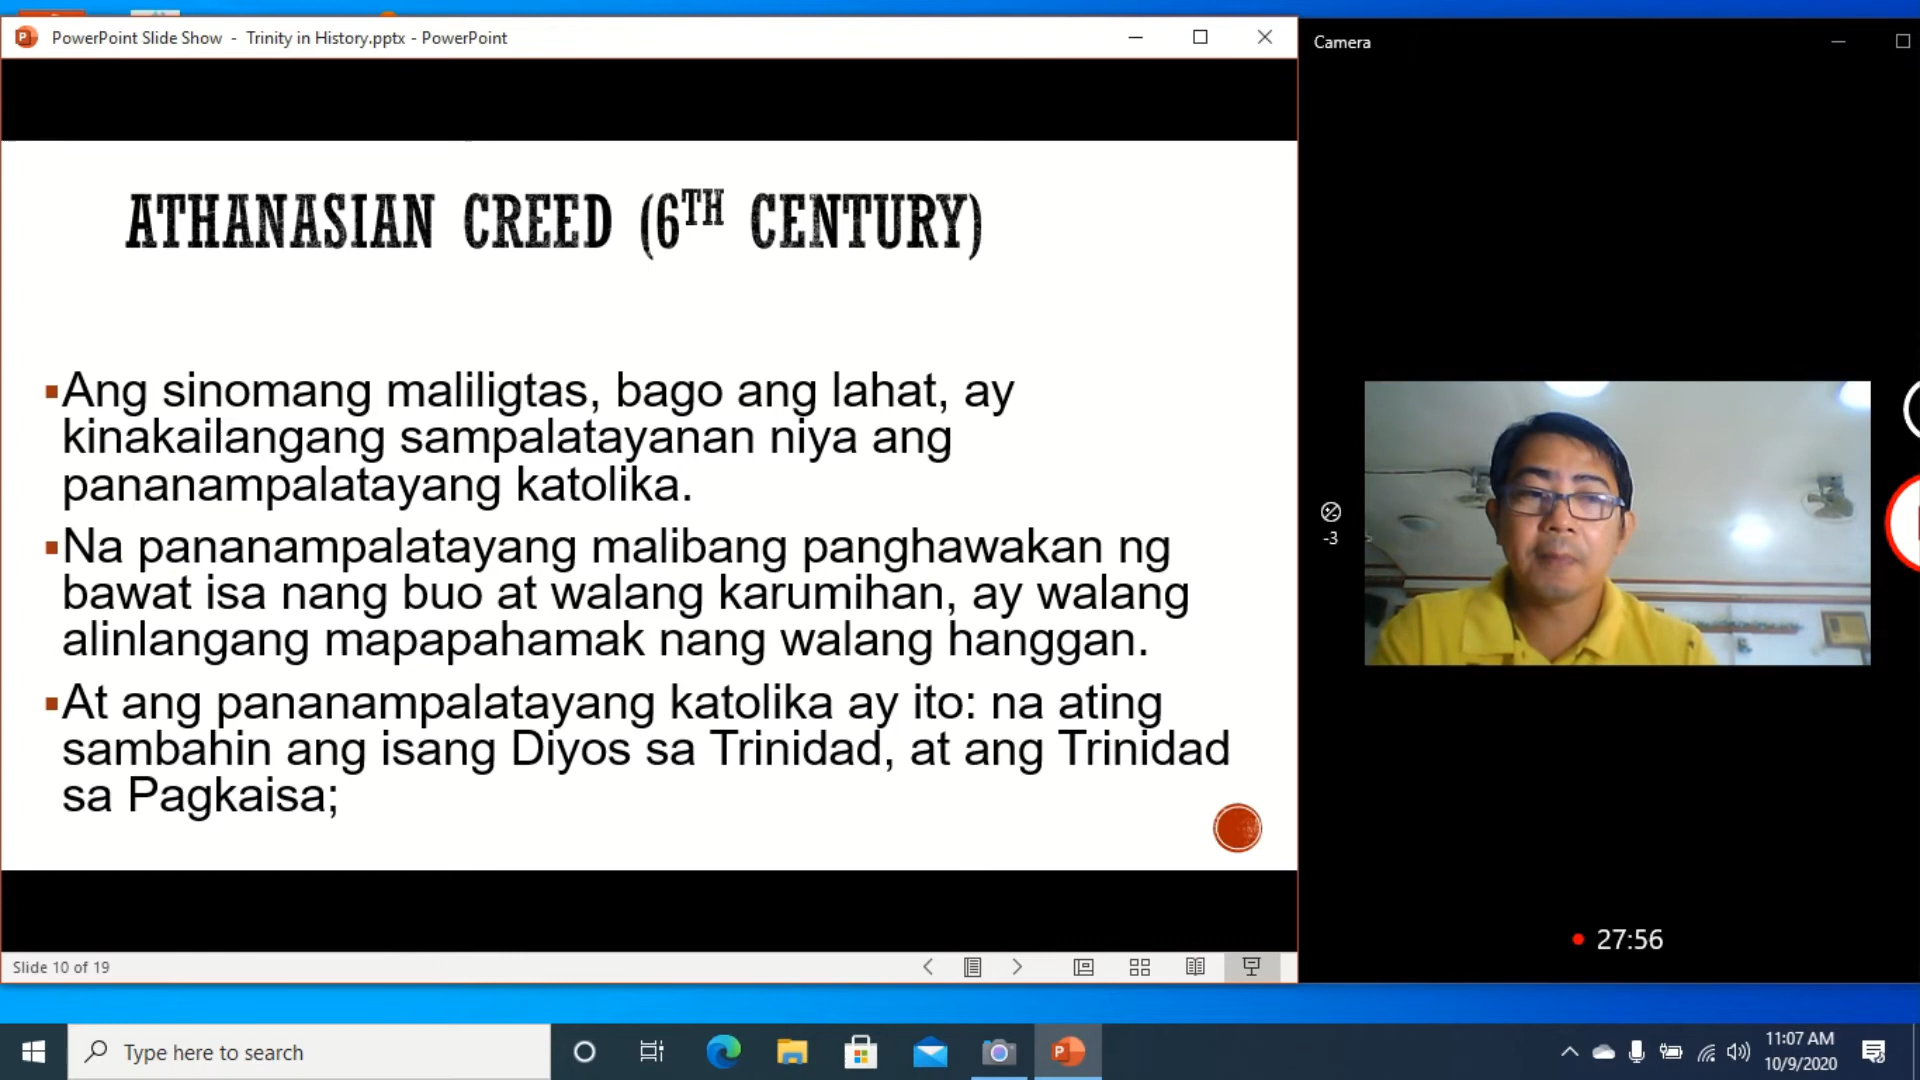 PowerPoint Slide Show - Trinity in History.pptx - PowerPoint
Camera
ATHANASIAN CREED (6TH CENTURY)
▪Ang sinomang maliligtas, bago ang lahat, ay
kinakailangang sampalatayanan niya ang
pananampalatayang katolika.
▪Na pananampalatayang malibang panghawakan ng
bawat isa nang buo at walang karumihan, ay walang
alinlangang mapapahamak nang walang hanggan.
▪At ang pananampalatayang katolika ay ito: na ating
sambahin ang isang Diyos sa Trinidad, at ang Trinidad
sa Pagkaisa;
-3
27:56
Slide 10 of 19
Type here to search
11:07 AM
10/9/2020